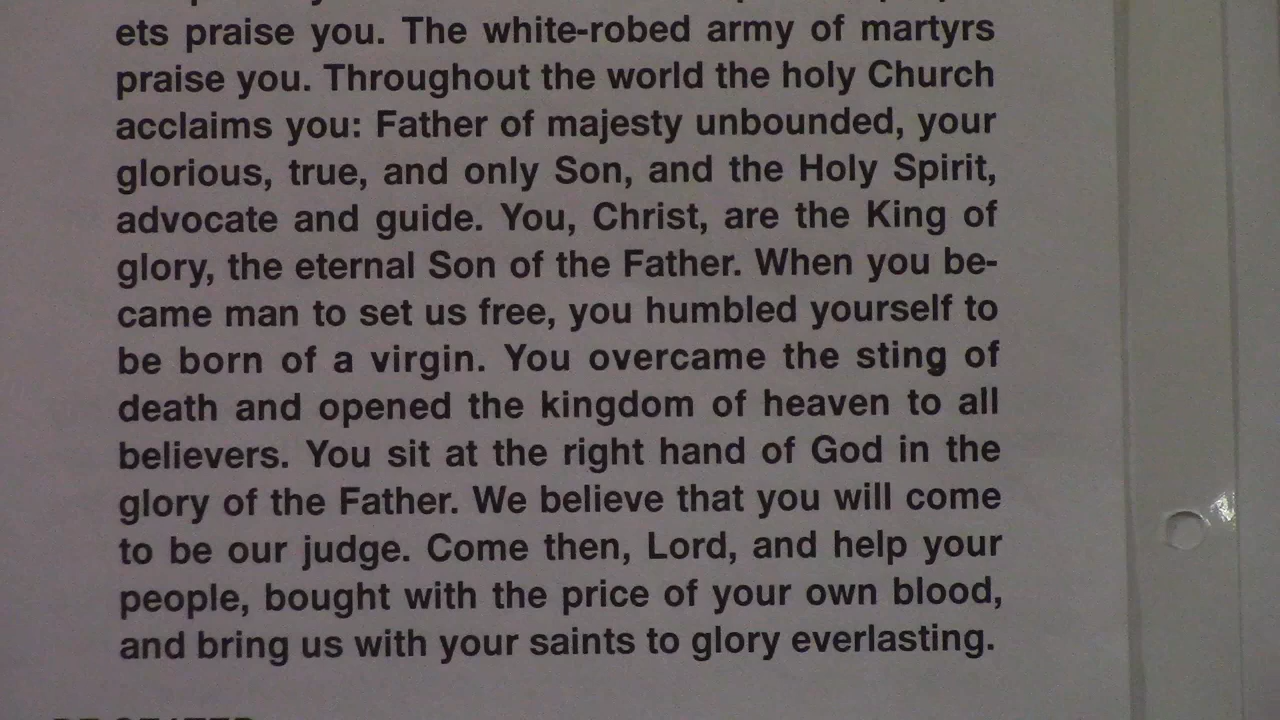 ets praise you. The white-robed army of martyrs
praise you. Throughout the world the holy Church
acclaims you: Father of majesty unbounded, your
glorious, true, and only Son, and the Holy Spirit,
advocate and guide. You, Christ, are the King of
glory, the eternal Son of the Father. When you be-
came man to set us free, you humbled yourself to
be born of a virgin. You overcame the sting of
death and opened the kingdom of heaven to all
believers. You sit at the right hand of God in the
glory of the Father. We believe that you will come
to be our judge. Come then, Lord, and help your
people, bought with the price of your own blood,
and bring us with your saints to glory everlasting.